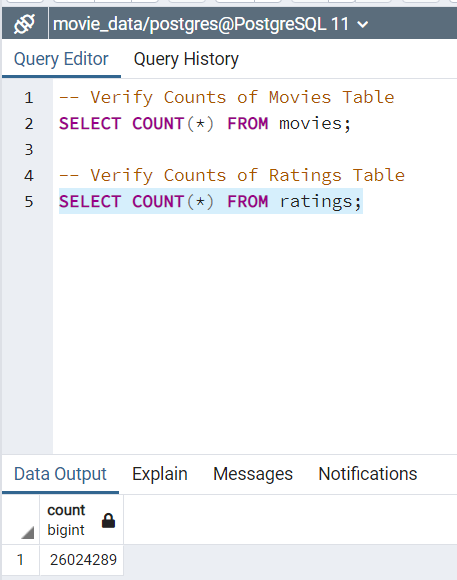 movie_data/postgres@PostgreSQL 11
Query Editor Query History
1 -- Verify Counts of Movies Table
2 SELECT COUNT(*) FROM movies;
3
4 -- Verify Counts of Ratings Table
5 SELECT COUNT(*) FROM ratings;
Data Output Explain Messages Notifications
count
bigint
1 26024289